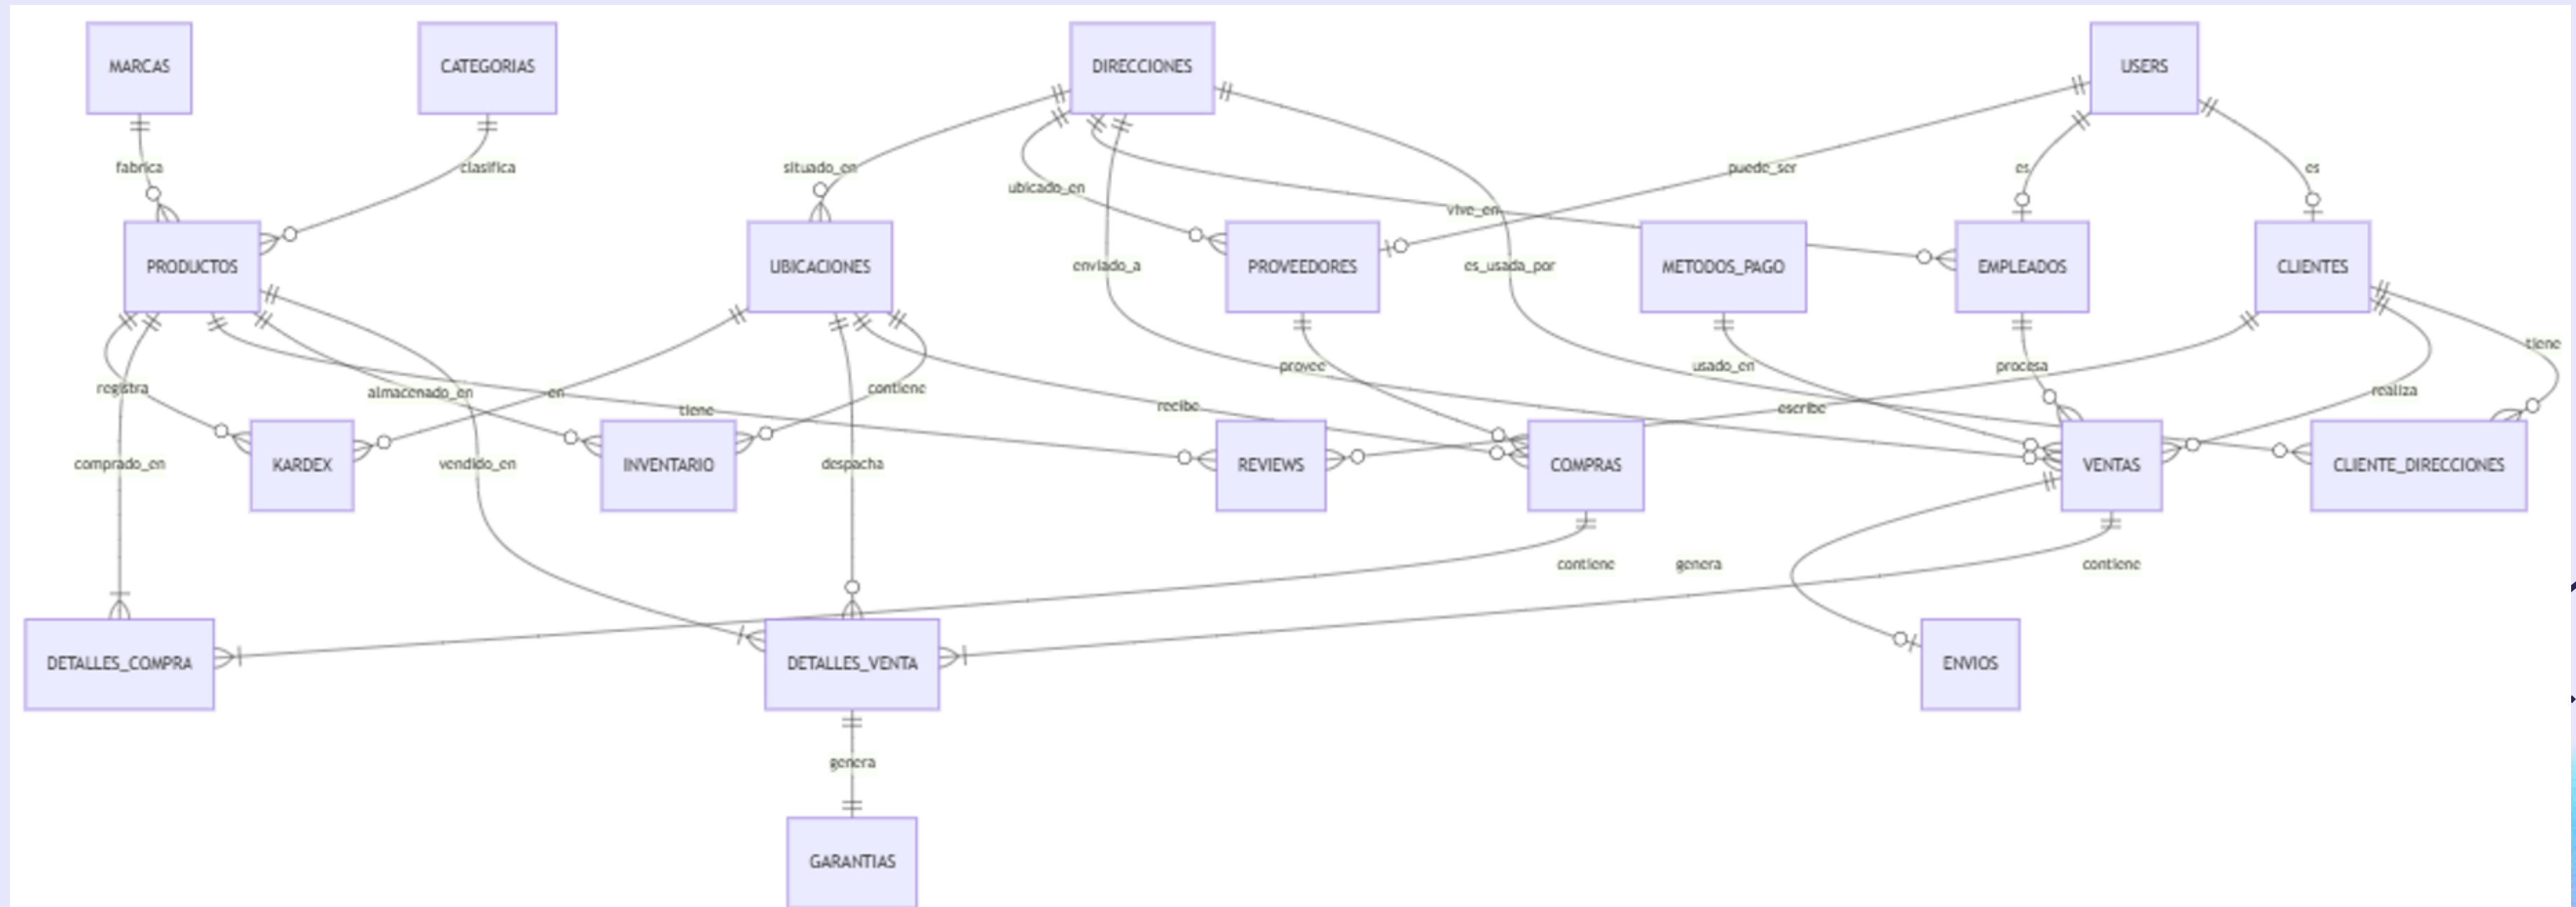 MARCAS
CATEGORIAS
DIRECCIONES
USERS
fabrica
clasifica
situado_en
puede_ser
es
es
ubicado_en
vive_en
PRODUCTOS
UBICACIONES
enviado_a
PROVEEDORES
es_usada_por
METODOS_PAGO
EMPLEADOS
CLIENTES
tiene
provee
usado_en
procesa
registra
almacenado_en
en
contiene
realiza
tiene
recibe
escribe
comprado_en
KARDEX
vendido_en
INVENTARIO
despacha
REVIEWS
COMPRAS
VENTAS
CLIENTE_DIRECCIONES
contiene
genera
contiene
DETALLES_COMPRA
DETALLES_VENTA
ENVIOS
genera
GARANTIAS